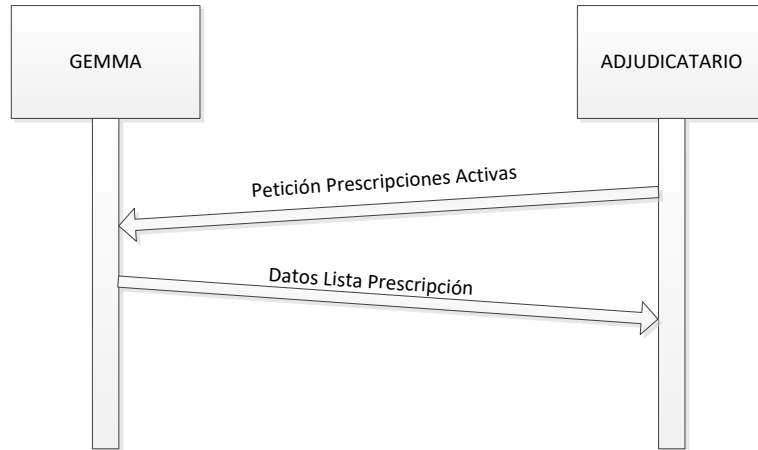 GEMMA
ADJUDICATARIO
Petición Prescripciones Activas
Datos Lista Prescripción